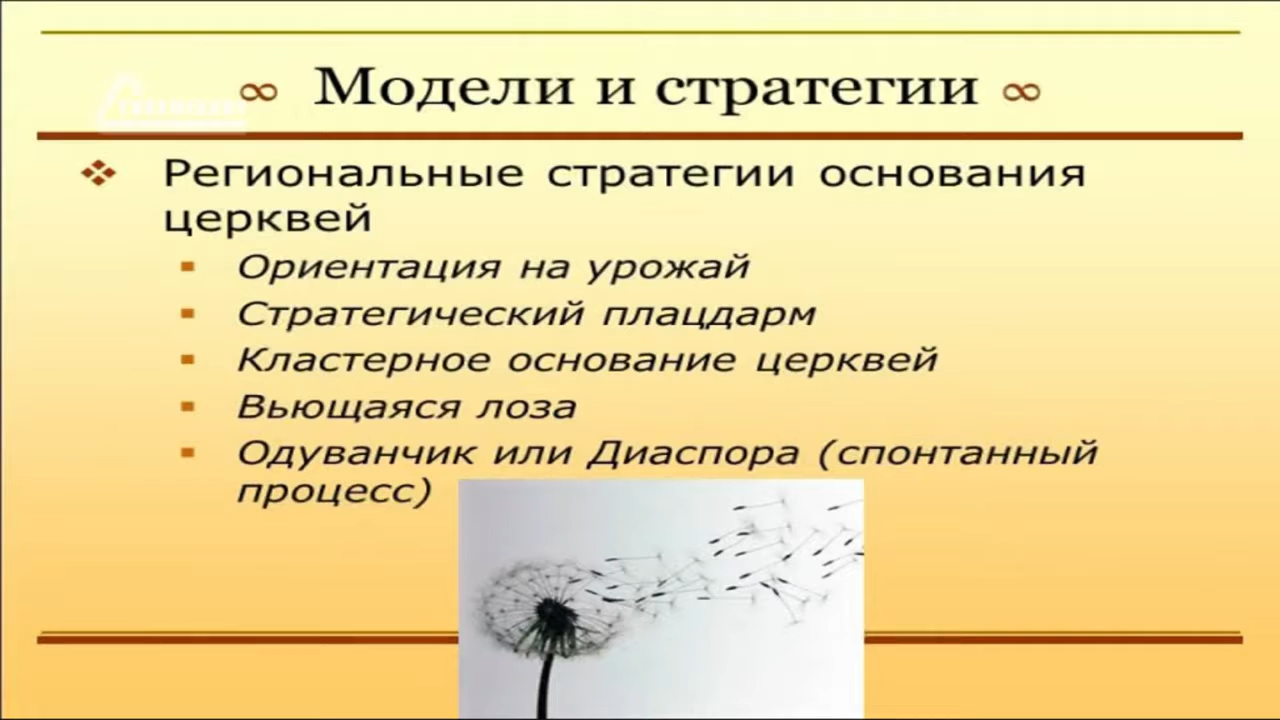 ∞ Модели и стратегии ∞
Региональные стратегии основания
церквей
Ориентация на урожай
Стратегический плацдарм
Кластерное основание церквей
Вьющаяся лоза
Одуванчик или Диаспора (спонтанный
процесс)